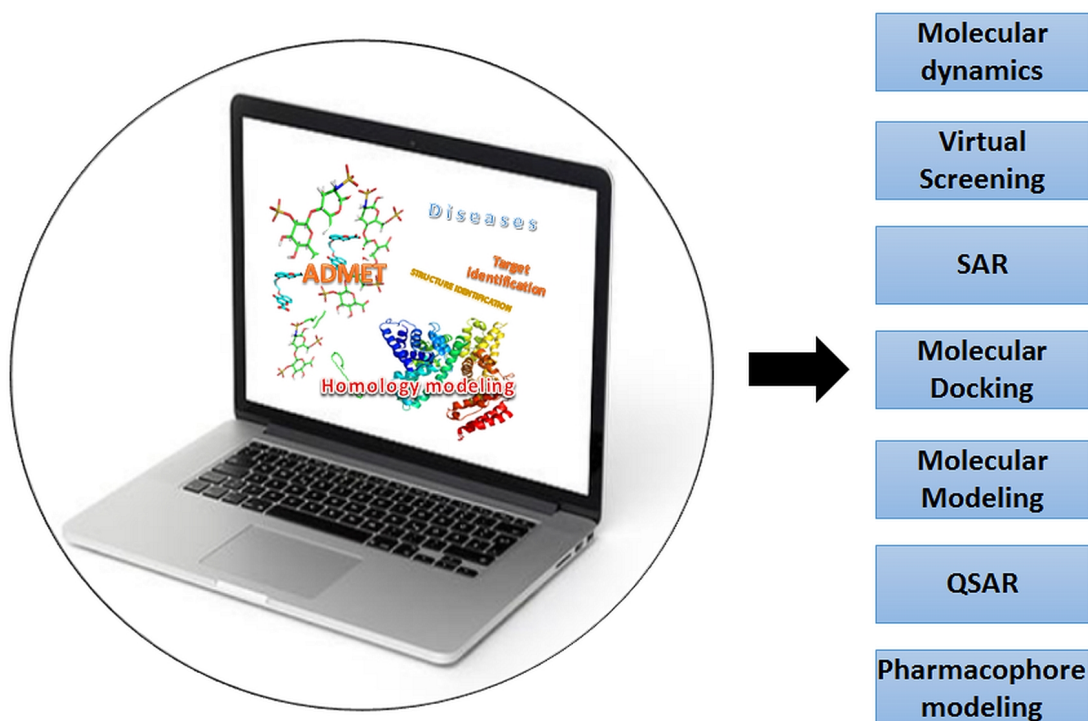 Diseases
ADMET
Target
identification
STRUCTURE IDENTIFICATION
Homology modeling
Molecular
dynamics
Virtual
Screening
SAR
Molecular
Docking
Molecular
Modeling
QSAR
Pharmacophore
modeling